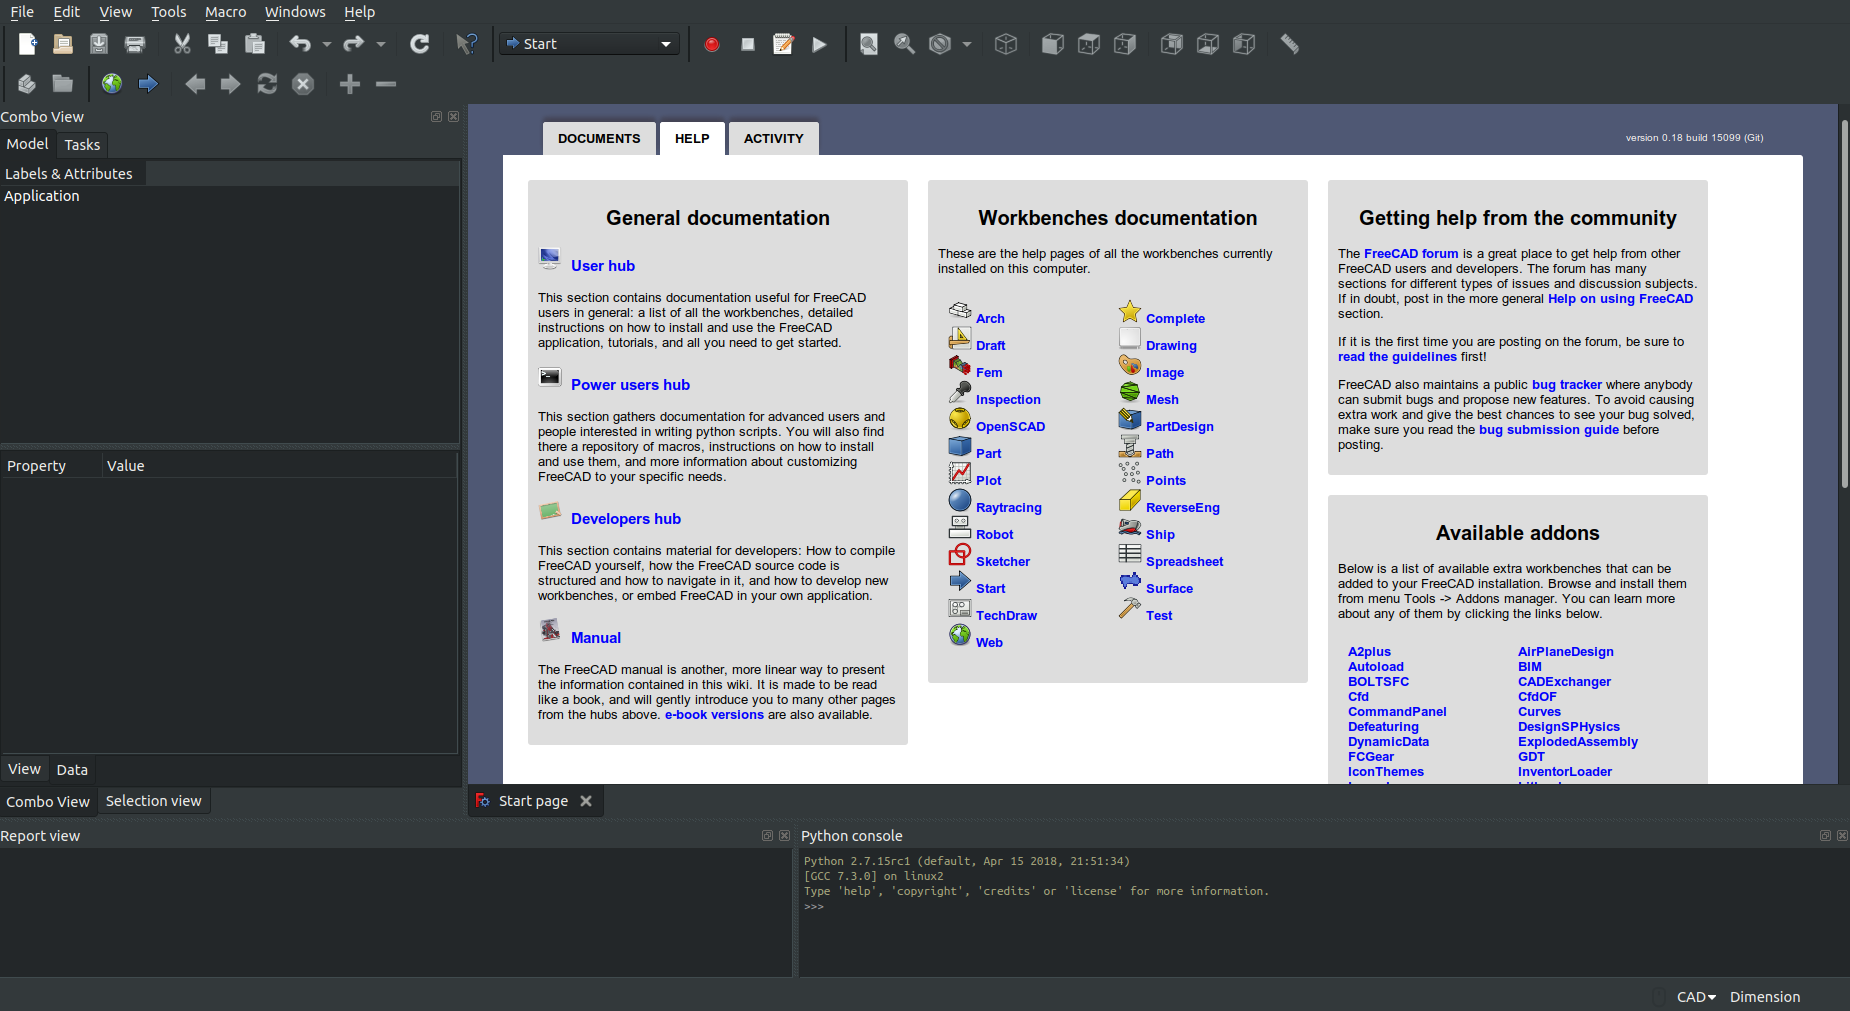 File Edit View Tools Macro Windows Help
Start
Combo View
Model Tasks
Labels & Attributes
Application
Property Value
View Data
Combo View Selection view
DOCUMENTS HELP ACTIVITY
version 0.18 build 15099 (Git)
General documentation
User hub
This section contains documentation useful for FreeCAD
users in general: a list of all the workbenches, detailed
instructions on how to install and use the FreeCAD
application, tutorials, and all you need to get started.
Power users hub
This section gathers documentation for advanced users and
people interested in writing python scripts. You will also find
there a repository of macros, instructions on how to install
and use them, and more information about customizing
FreeCAD to your specific needs.
Developers hub
This section contains material for developers: How to compile
FreeCAD yourself, how the FreeCAD source code is
structured and how to navigate in it, and how to develop new
workbenches, or embed FreeCAD in your own application.
Manual
The FreeCAD manual is another, more linear way to present
the information contained in this wiki. It is made to be read
like a book, and will gently introduce you to many other pages
from the hubs above. e-book versions are also available.
Workbenches documentation
These are the help pages of all the workbenches currently
installed on this computer.
Arch Complete
Draft Drawing
Fem Image
Inspection Mesh
OpenSCAD PartDesign
Part Path
Plot Points
Raytracing ReverseEng
Robot Ship
Sketcher Spreadsheet
Start Surface
TechDraw Test
Web
Getting help from the community
The FreeCAD forum is a great place to get help from other
FreeCAD users and developers. The forum has many
sections for different types of issues and discussion subjects.
If in doubt, post in the more general Help on using FreeCAD
section.
If it is the first time you are posting on the forum, be sure to
read the guidelines first!
FreeCAD also maintains a public bug tracker where anybody
can submit bugs and propose new features. To avoid causing
extra work and give the best chances to see your bug solved,
make sure you read the bug submission guide before
posting.
Available addons
Below is a list of available extra workbenches that can be
added to your FreeCAD installation. Browse and install them
from menu Tools -> Addons manager. You can learn more
about any of them by clicking the links below.
A2plus AirPlaneDesign
Autoload BIM
BOLTSFC CADExchanger
Cfd CfdOF
CommandPanel Curves
Defeaturing DesignSPHysics
DynamicData ExplodedAssembly
FCGear GDT
IconThemes InventorLoader
Start page
Report view
Python console
Python 2.7.15rc1 (default, Apr 15 2018, 21:51:34)
[GCC 7.3.0] on linux2
Type 'help', 'copyright', 'credits' or 'license' for more information.
>>>
CAD Dimension